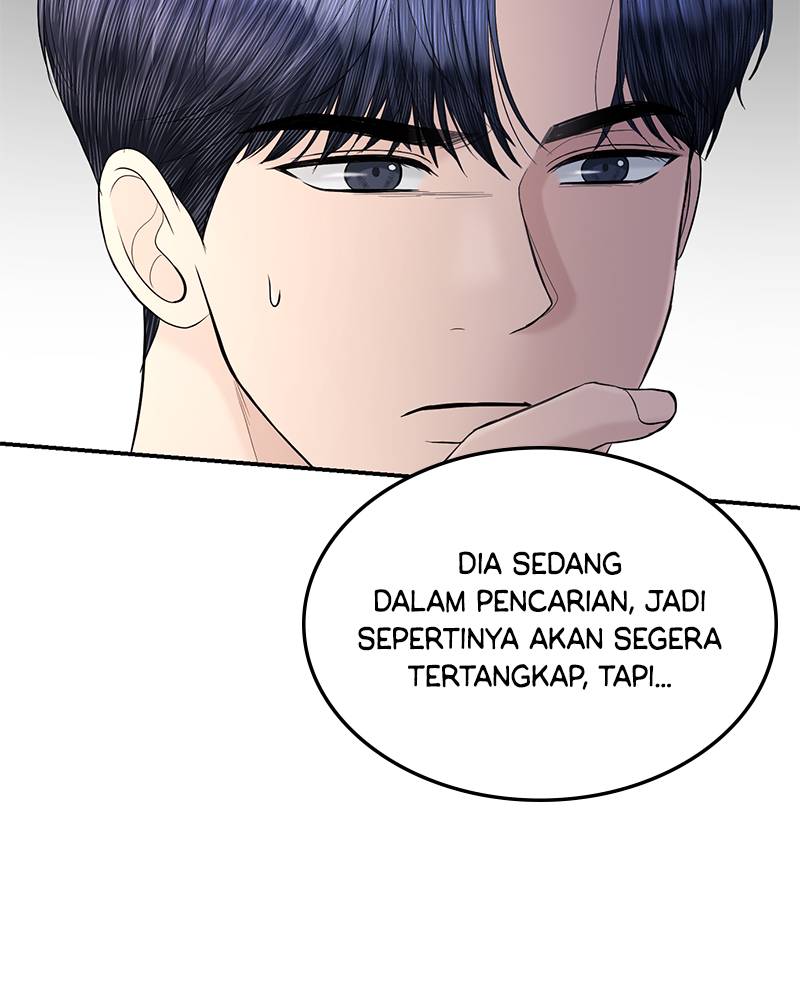 DIA SEDANG
DALAM PENCARIAN, JADI
SEPERTINYA AKAN SEGERA
TERTANGKAP, TAPI...